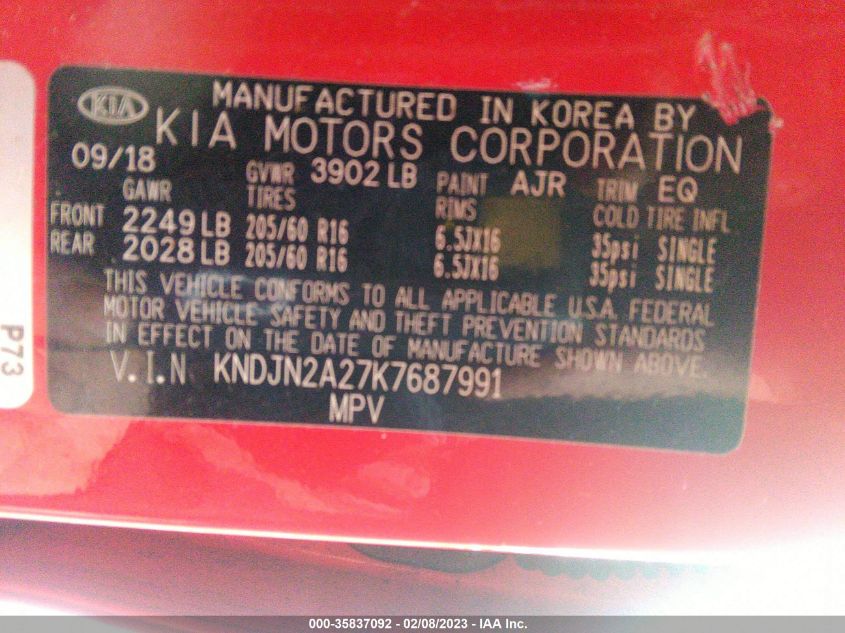 KIA
MANUFACTURED IN KOREA BY
KIA MOTORS CORPORATION
09/18 GVWR 3902 LB PAINT AJR TRIM EQ
GAWR TIRES RIMS COLD TIRE INFL.
FRONT 2249 LB 205/60 R16 6.5JX16 35psi SINGLE
REAR 2028 LB 205/60 R16 6.5JX16 35psi SINGLE
THIS VEHICLE CONFORMS TO ALL APPLICABLE U.S.A. FEDERAL
MOTOR VEHICLE SAFETY AND THEFT PREVENTION STANDARDS
IN EFFECT ON THE DATE OF MANUFACTURE SHOWN ABOVE.
V.I.N KNDJN2A27K7687991
MPV
P73
000-35837092 - 02/08/2023 - IAA Inc.